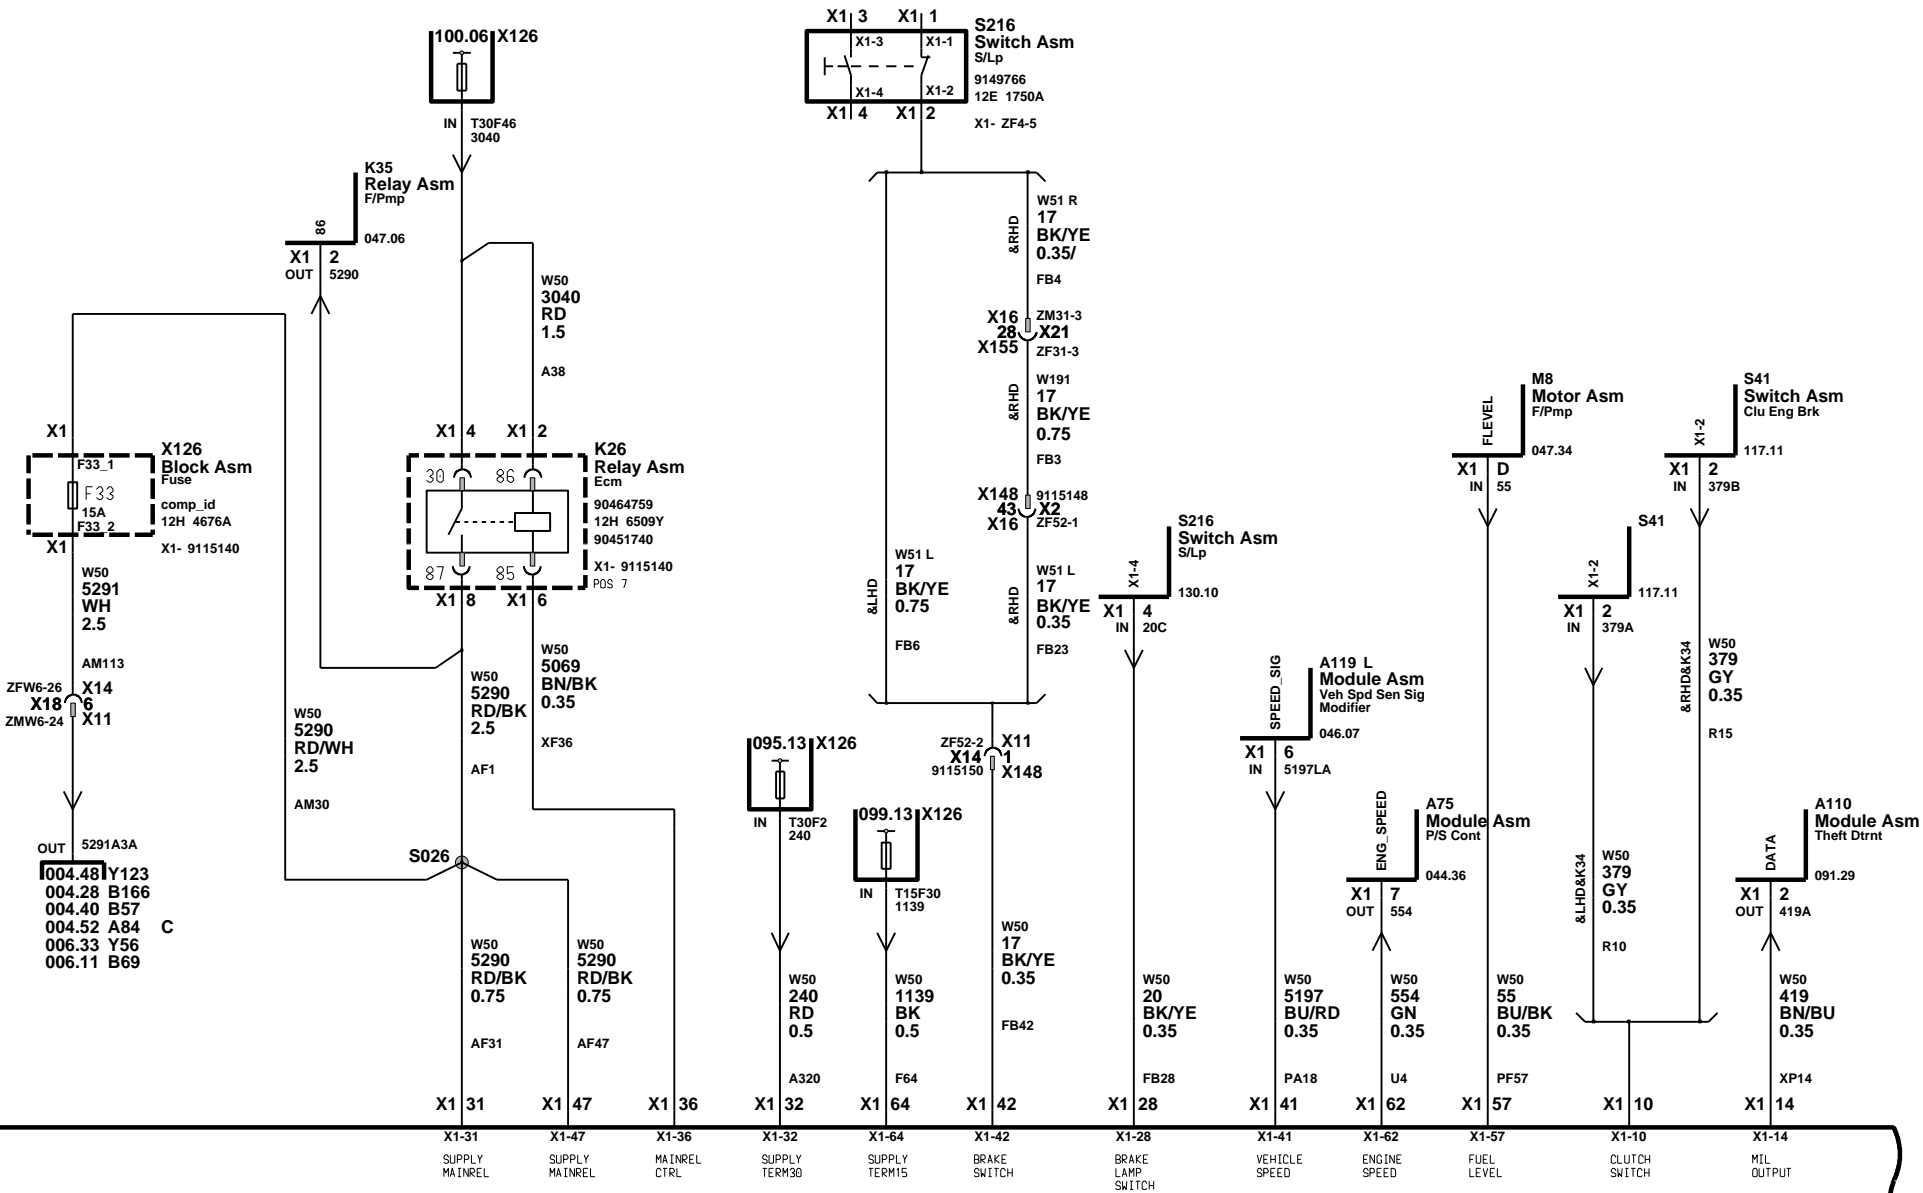 X1 3 X1 1
S216
Switch Asm
S/Lp
9149766
12E 1750A
X1- ZF4-5
X1-3 X1-1
X1-4 X1-2
X1 4 X1 2
100.06 X126
IN T30F46
3040
K35
Relay Asm
F/Pmp
047.06
86
X1 2
OUT 5290
W50
3040
RD
1.5
A38
X1
X126
Block Asm
Fuse
comp_id
12H 4676A
X1- 9115140
F33_1
F33
15A
F33_2
X1
W50
5291
WH
2.5
AM113
ZFW6-26 X14
X18 6
ZMW6-24 X11
OUT 5291A3A
004.48 Y123
004.28 B166
004.40 B57
004.52 A84 C
006.33 Y56
006.11 B69
W50
5290
RD/WH
2.5
AM30
X1 4 X1 2
K26
Relay Asm
Ecm
90464759
12H 6509Y
90451740
X1- 9115140
POS 7
30 86
87 85
X1 8 X1 6
W50
5290
RD/BK
2.5
AF1
W50
5069
BN/BK
0.35
XF36
S026
W50
5290
RD/BK
0.75
AF31
W50
5290
RD/BK
0.75
AF47
095.13 X126
IN T30F2
240
W50
240
RD
0.5
A320
099.13 X126
IN T15F30
1139
W50
1139
BK
0.5
F64
&LHD
W51 L
17
BK/YE
0.75
FB6
&RHD
W51 R
17
BK/YE
0.35/
FB4
X16 ZM31-3
28 X21
X155 ZF31-3
&RHD
W191
17
BK/YE
0.75
FB3
X148 9115148
43 X2
X16 ZF52-1
&RHD
W51 L
17
BK/YE
0.35
FB23
ZF52-2 X11
X14 1
9115150 X148
W50
17
BK/YE
0.35
FB42
S216
Switch Asm
S/Lp
130.10
X1-4
X1 4
IN 20C
W50
20
BK/YE
0.35
FB28
A119 L
Module Asm
Veh Spd Sen Sig
Modifier
046.07
SPEED_SIG
X1 6
IN 5197LA
W50
5197
BU/RD
0.35
PA18
A75
Module Asm
P/S Cont
044.36
ENG_SPEED
X1 7
OUT 554
W50
554
GN
0.35
U4
M8
Motor Asm
F/Pmp
047.34
FLEVEL
X1 D
IN 55
W50
55
BU/BK
0.35
PF57
S41
Switch Asm
Clu Eng Brk
117.11
X1-2
X1 2
IN 379B
&RHD&K34
W50
379
GY
0.35
R15
S41
117.11
X1-2
X1 2
IN 379A
&LHD&K34
W50
379
GY
0.35
R10
A110
Module Asm
Theft Dtrnt
091.29
DATA
X1 2
OUT 419A
W50
419
BN/BU
0.35
XP14
X1 31 X1 47 X1 36 X1 32 X1 64 X1 42 X1 28 X1 41 X1 62 X1 57 X1 10 X1 14
X1-31 X1-47 X1-36 X1-32 X1-64 X1-42 X1-28 X1-41 X1-62 X1-57 X1-10 X1-14
SUPPLY SUPPLY MAINREL SUPPLY SUPPLY BRAKE BRAKE VEHICLE ENGINE FUEL CLUTCH MIL
MAINREL MAINREL CTRL TERM30 TERM15 SWITCH LAMP SPEED SPEED LEVEL SWITCH OUTPUT
SWITCH